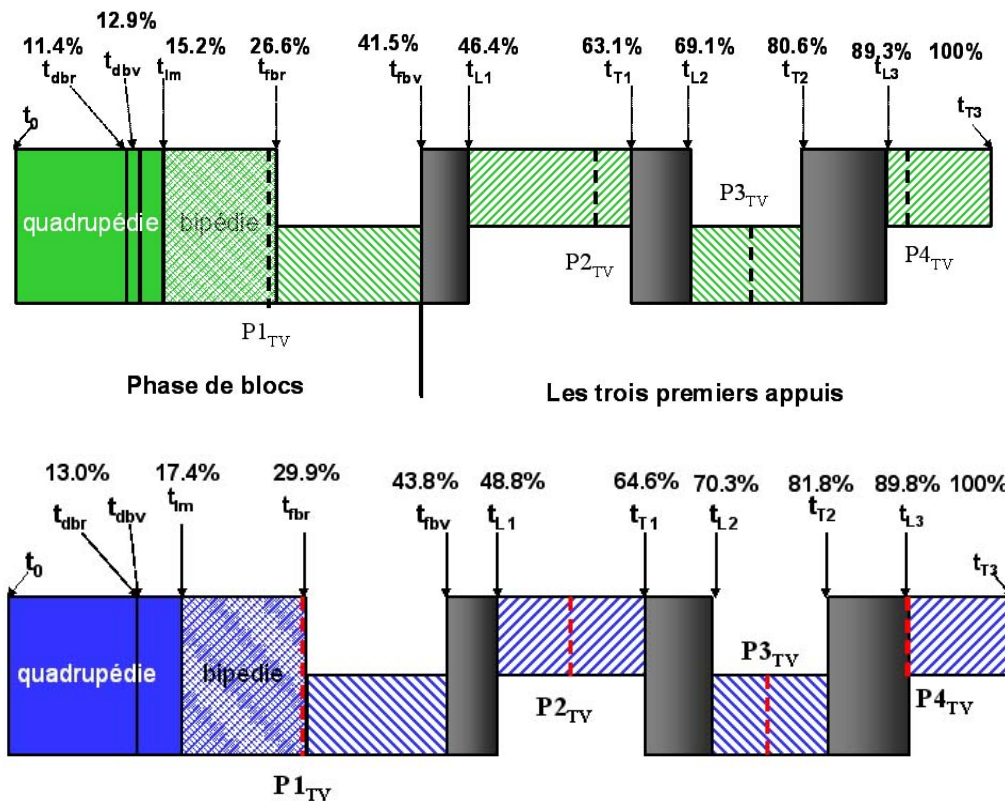 12.9%
11.4% 15.2% 26.6% 41.5% 46.4% 63.1% 69.1% 80.6% 89.3% 100%
t_dbr t_dbv t_lm t_fbr t_fbv t_L1 t_T1 t_L2 t_T2 t_L3
t_0 t_T3
P3_TV
quadrupédie bipédie
P2_TV P4_TV
P1_TV
Phase de blocs Les trois premiers appuis
13.0% 17.4% 29.9% 43.8% 48.8% 64.6% 70.3% 81.8% 89.8% 100%
t_dbr t_dbv t_lm t_fbr t_fbv t_L1 t_T1 t_L2 t_T2 t_L3
t_0 t_T3
P3_TV
quadrupédie bipedie
P2_TV P4_TV
P1_TV